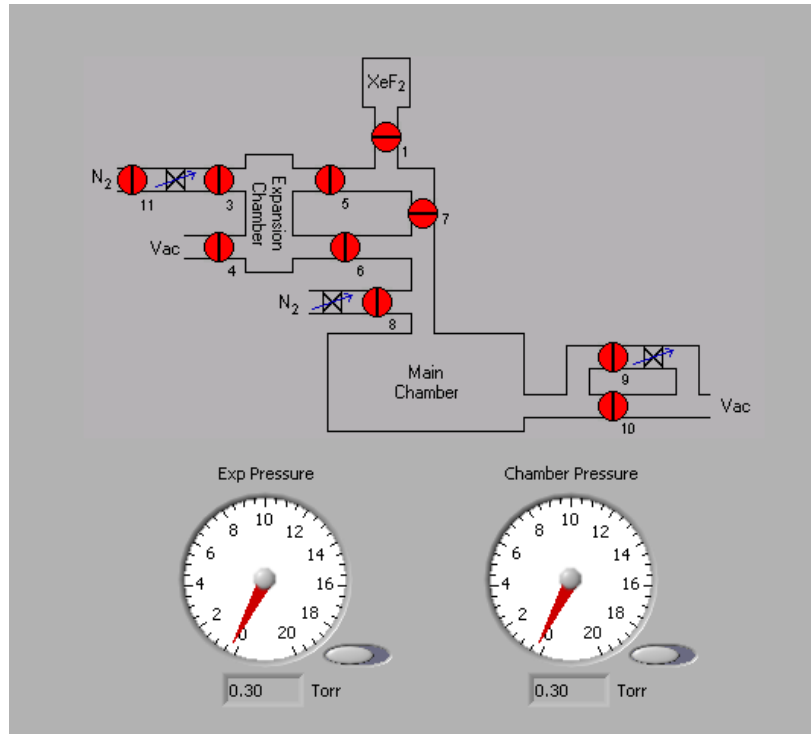 XeF2
1
N2
11
3
Expansion
Chamber
5
7
Vac
4
6
N2
8
Main
Chamber
9
Vac
10
Exp Pressure
Chamber Pressure
0 2 4 6 8 10 12 14 16 18 20
0 2 4 6 8 10 12 14 16 18 20
0.30 Torr
0.30 Torr